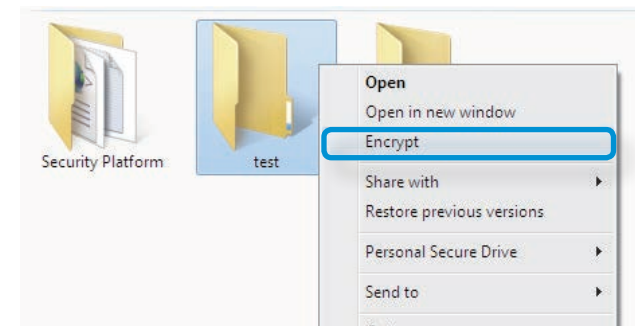 Security Platform
test
Open
Open in new window
Encrypt
Share with
Restore previous versions
Personal Secure Drive
Send to